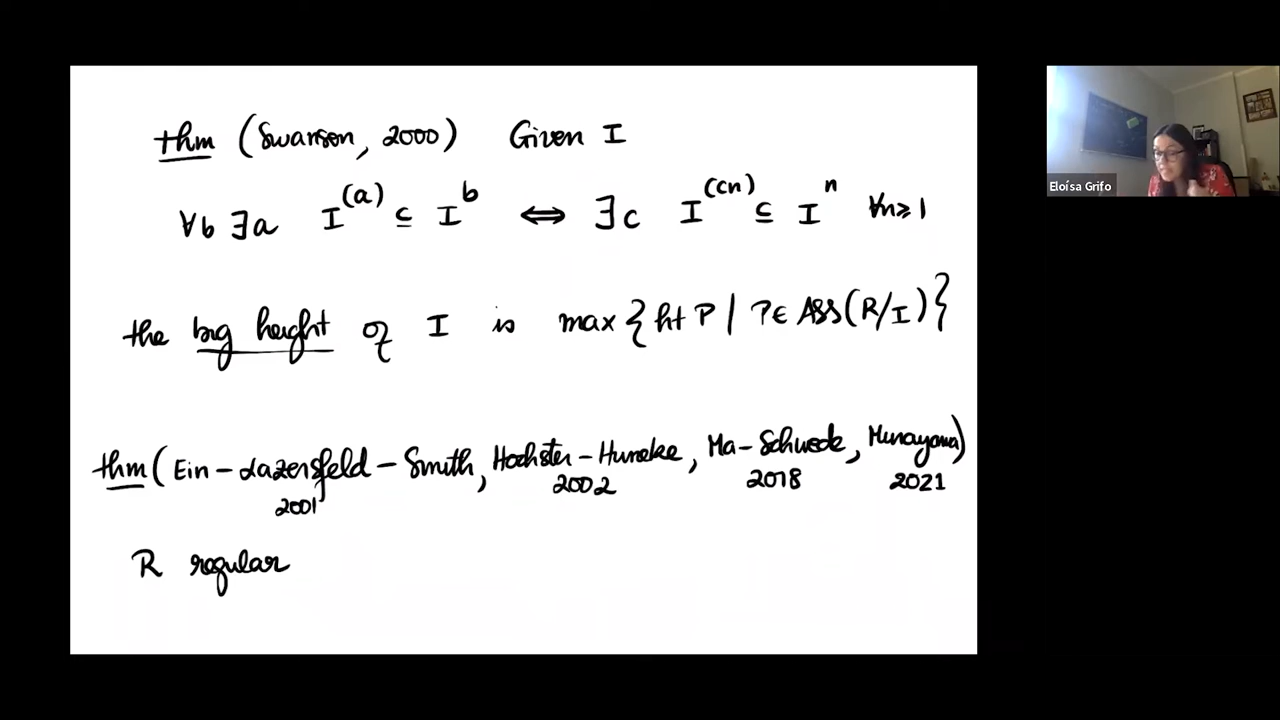 thm (Swanson, 2000) Given I
∀b ∃a I^(a) ⊆ I^b ⟺ ∃c I^(cn) ⊆ I^n ∀n≥1
the big height of I is max {ht P | P∈ Ass(R/I)}
thm (Ein-Lazersfeld-Smith, Hochster-Huneke, Ma-Schwede, Murayama)
2001 2002 2018 2021
R regular
Eloísa Grifo